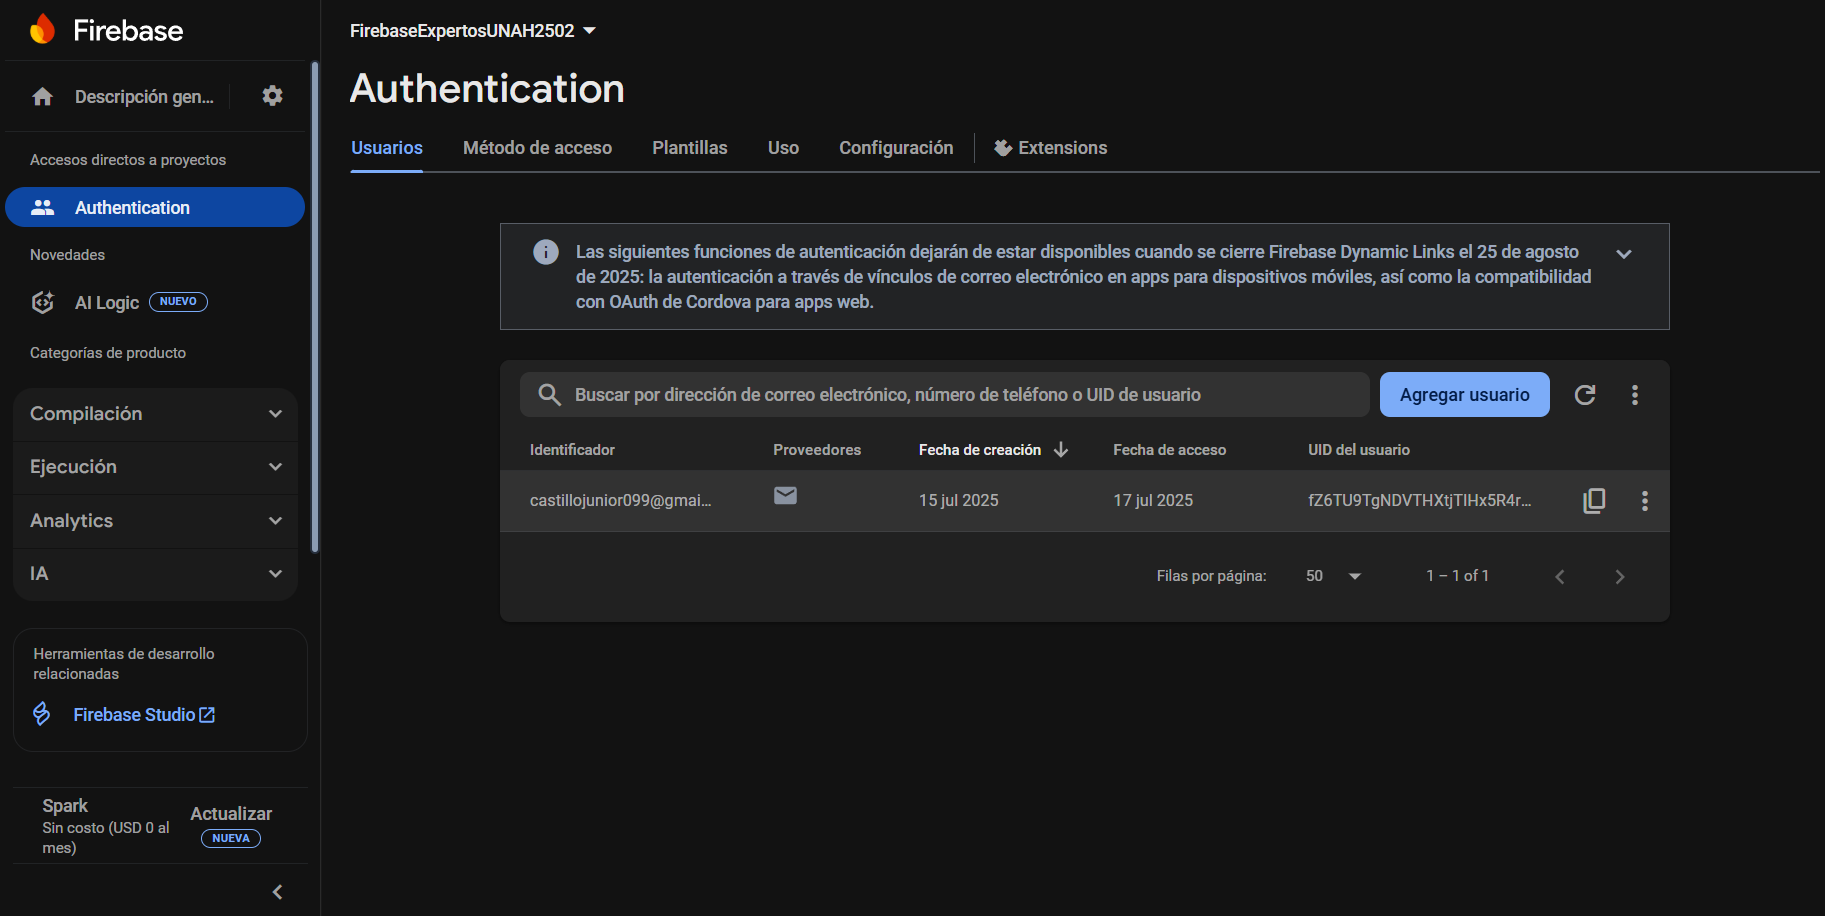 Firebase
Descripción gen...
Accesos directos a proyectos
Authentication
Novedades
AI Logic NUEVO
Categorías de producto
Compilación
Ejecución
Analytics
IA
Herramientas de desarrollo
relacionadas
Firebase Studio
Spark
Sin costo (USD 0 al
mes)
Actualizar
NUEVA
FirebaseExpertosUNAH2502
Authentication
Usuarios Método de acceso Plantillas Uso Configuración Extensions
Las siguientes funciones de autenticación dejarán de estar disponibles cuando se cierre Firebase Dynamic Links el 25 de agosto
de 2025: la autenticación a través de vínculos de correo electrónico en apps para dispositivos móviles, así como la compatibilidad
con OAuth de Cordova para apps web.
Buscar por dirección de correo electrónico, número de teléfono o UID de usuario Agregar usuario
Identificador Proveedores Fecha de creación Fecha de acceso UID del usuario
castillojunior099@gmai... 15 jul 2025 17 jul 2025 fZ6TU9TgNDVTHXtjTIHx5R4r...
Filas por página: 50 1 – 1 of 1